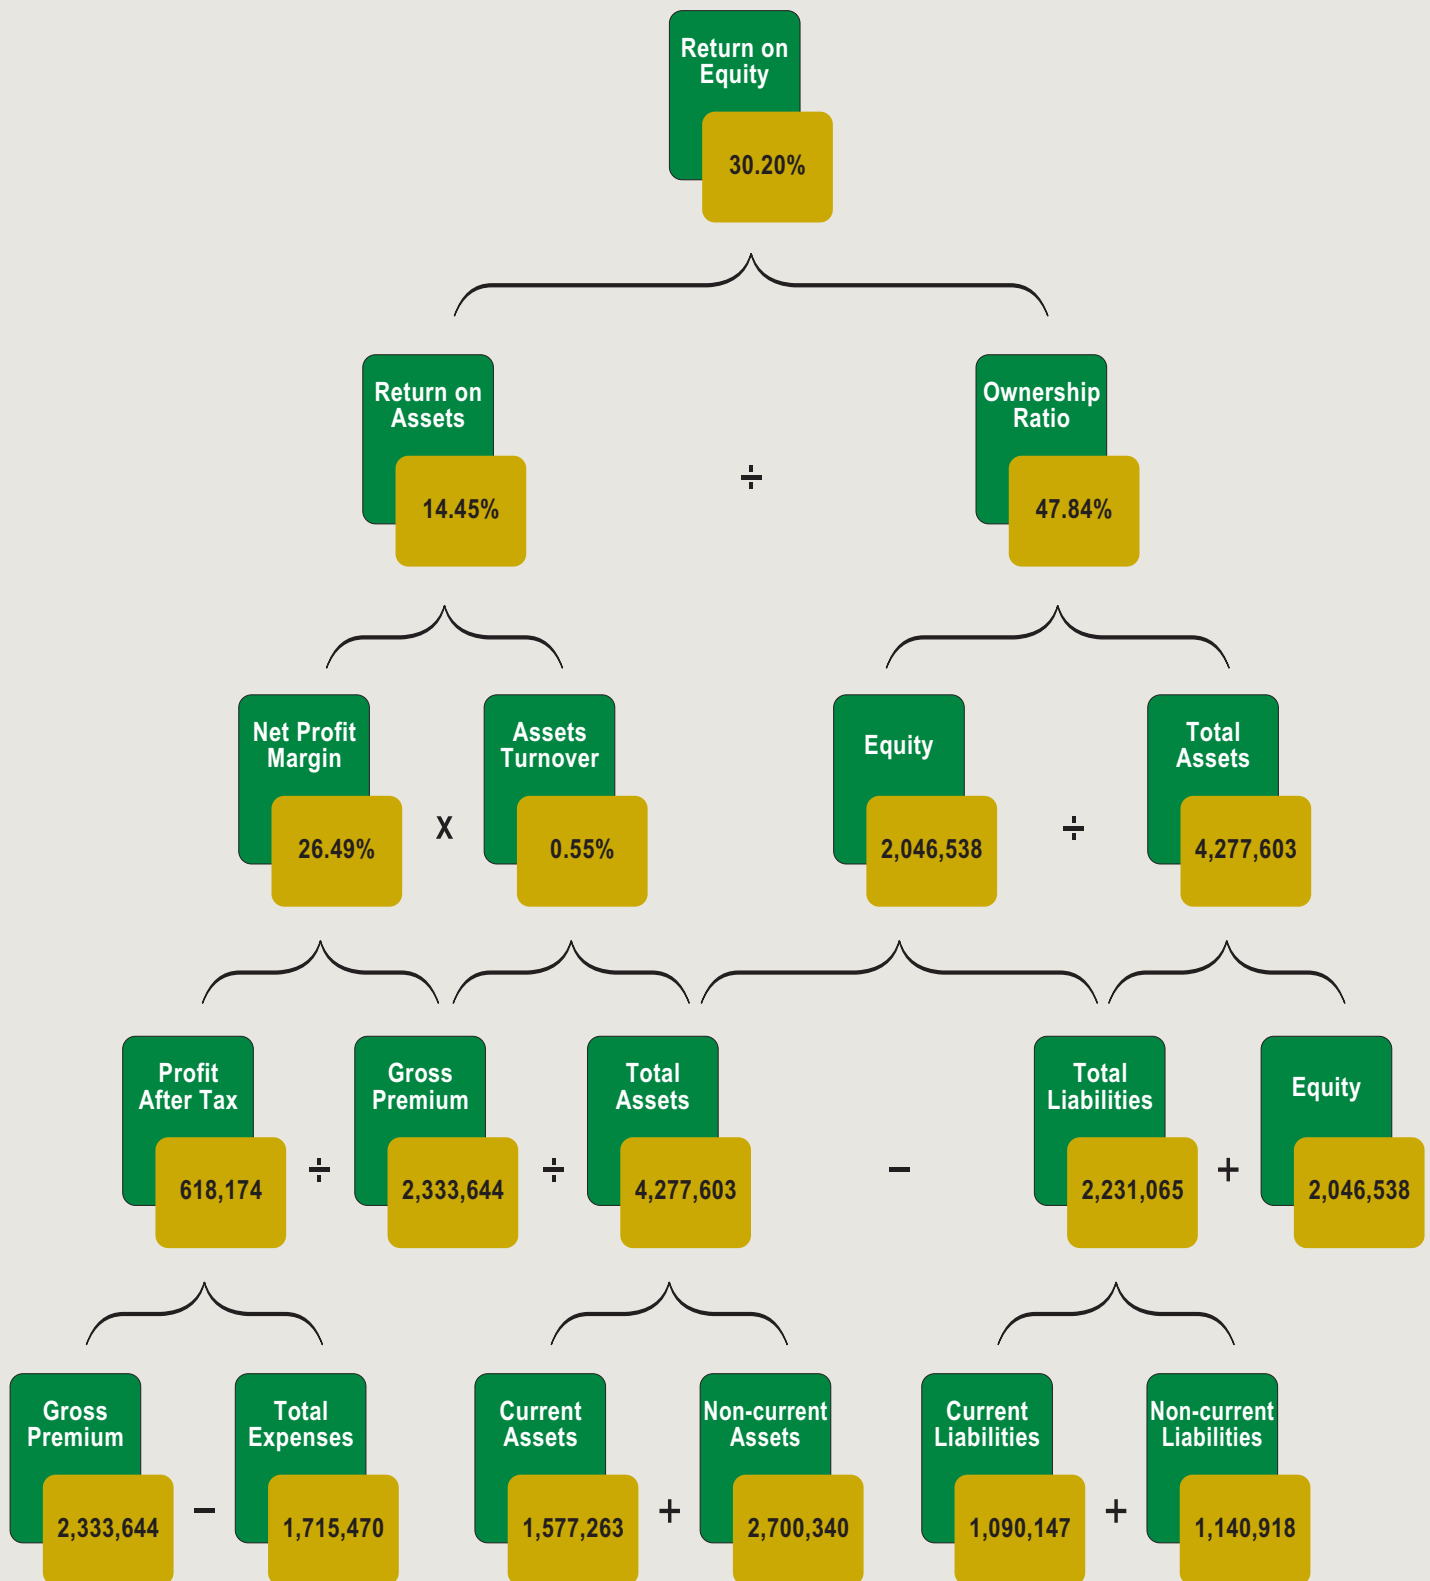 Return on
Equity
30.20%
Return on
Assets
14.45%
÷
Ownership
Ratio
47.84%
Net Profit
Margin
26.49%
X
Assets
Turnover
0.55%
Equity
2,046,538
÷
Total
Assets
4,277,603
Profit
After Tax
618,174
÷
Gross
Premium
2,333,644
÷
Total
Assets
4,277,603
−
Total
Liabilities
2,231,065
+
Equity
2,046,538
Gross
Premium
2,333,644
−
Total
Expenses
1,715,470
Current
Assets
1,577,263
+
Non-current
Assets
2,700,340
Current
Liabilities
1,090,147
+
Non-current
Liabilities
1,140,918